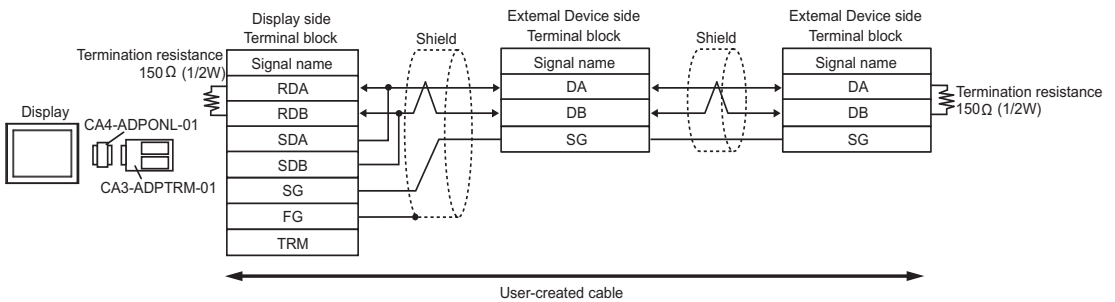 Display side
Terminal block
External Device side
Terminal block
External Device side
Terminal block
Shield
Shield
Termination resistance
150Ω (1/2W)
Signal name
RDA
RDB
SDA
SDB
SG
FG
TRM
Signal name
DA
DB
SG
Signal name
DA
DB
SG
Termination resistance
150Ω (1/2W)
Display
CA4-ADPONL-01
CA3-ADPTRM-01
User-created cable